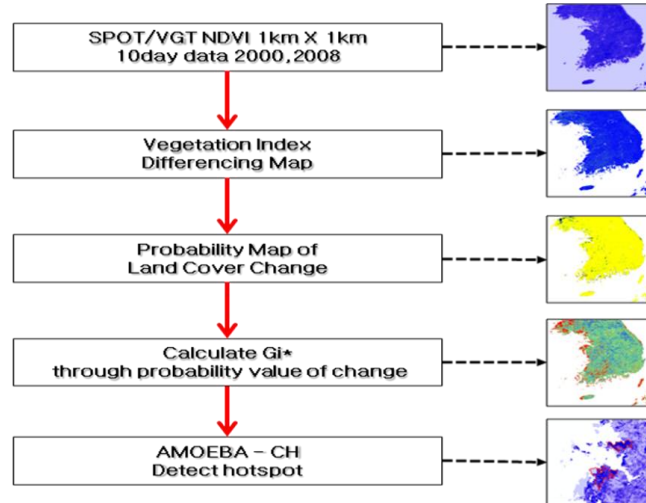 SPOT/VGT NDVI 1km X 1km
10day data 2000,2008
Vegetation Index
Differencing Map
Probability Map of
Land Cover Change
Calculate Gi*
through probability value of change
AMOEBA - CH
Detect hotspot